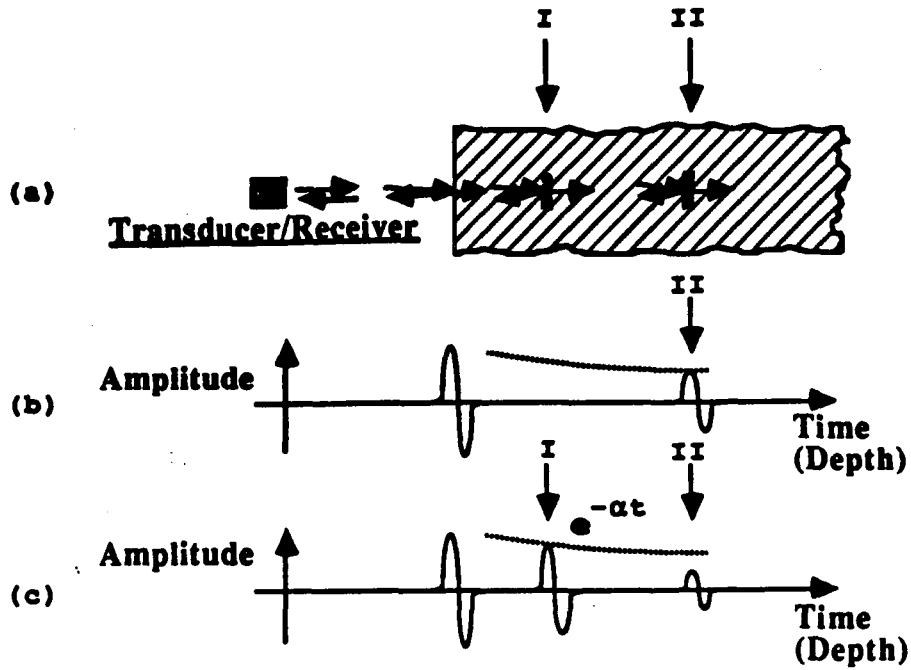 I II
(a)
Transducer/Receiver
II
Amplitude
(b)
Time
(Depth)
I II
e-αt
Amplitude
(c)
Time
(Depth)